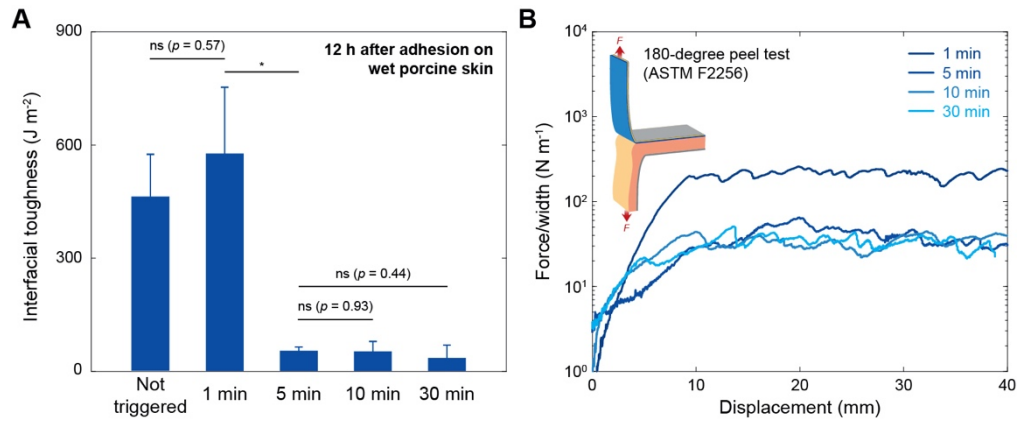 A
900
600
300
0
Interfacial toughness (J m⁻²)
ns (p = 0.57)
*
12 h after adhesion on
wet porcine skin
ns (p = 0.44)
ns (p = 0.93)
Not
triggered
1 min
5 min
10 min
30 min
B
10⁴
10³
10²
10¹
10⁰
Force/width (N m⁻¹)
F
180-degree peel test
(ASTM F2256)
F
1 min
5 min
10 min
30 min
0
10
20
30
40
Displacement (mm)